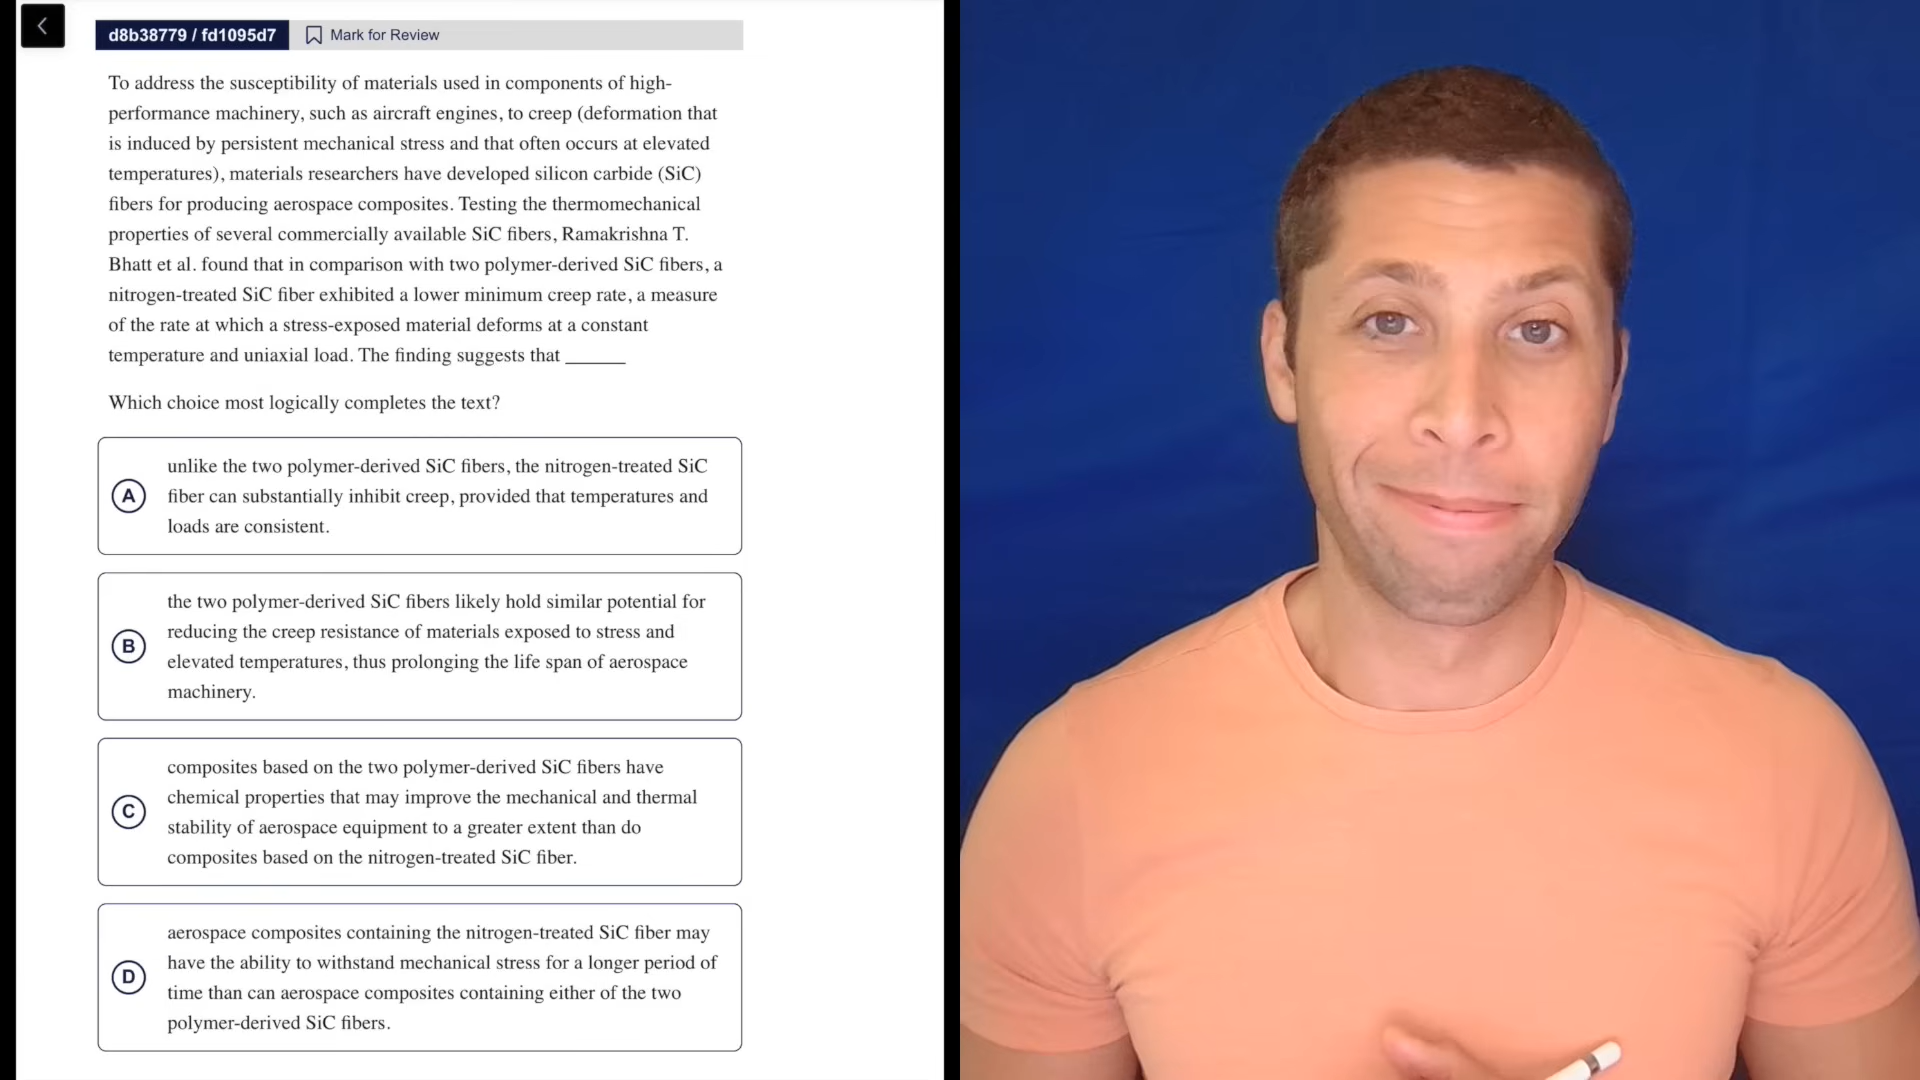 d8b38779 / fd1095d7 Mark for Review
To address the susceptibility of materials used in components of high-
performance machinery, such as aircraft engines, to creep (deformation that
is induced by persistent mechanical stress and that often occurs at elevated
temperatures), materials researchers have developed silicon carbide (SiC)
fibers for producing aerospace composites. Testing the thermomechanical
properties of several commercially available SiC fibers, Ramakrishna T.
Bhatt et al. found that in comparison with two polymer-derived SiC fibers, a
nitrogen-treated SiC fiber exhibited a lower minimum creep rate, a measure
of the rate at which a stress-exposed material deforms at a constant
temperature and uniaxial load. The finding suggests that ______
Which choice most logically completes the text?
A
unlike the two polymer-derived SiC fibers, the nitrogen-treated SiC
fiber can substantially inhibit creep, provided that temperatures and
loads are consistent.
B
the two polymer-derived SiC fibers likely hold similar potential for
reducing the creep resistance of materials exposed to stress and
elevated temperatures, thus prolonging the life span of aerospace
machinery.
C
composites based on the two polymer-derived SiC fibers have
chemical properties that may improve the mechanical and thermal
stability of aerospace equipment to a greater extent than do
composites based on the nitrogen-treated SiC fiber.
D
aerospace composites containing the nitrogen-treated SiC fiber may
have the ability to withstand mechanical stress for a longer period of
time than can aerospace composites containing either of the two
polymer-derived SiC fibers.